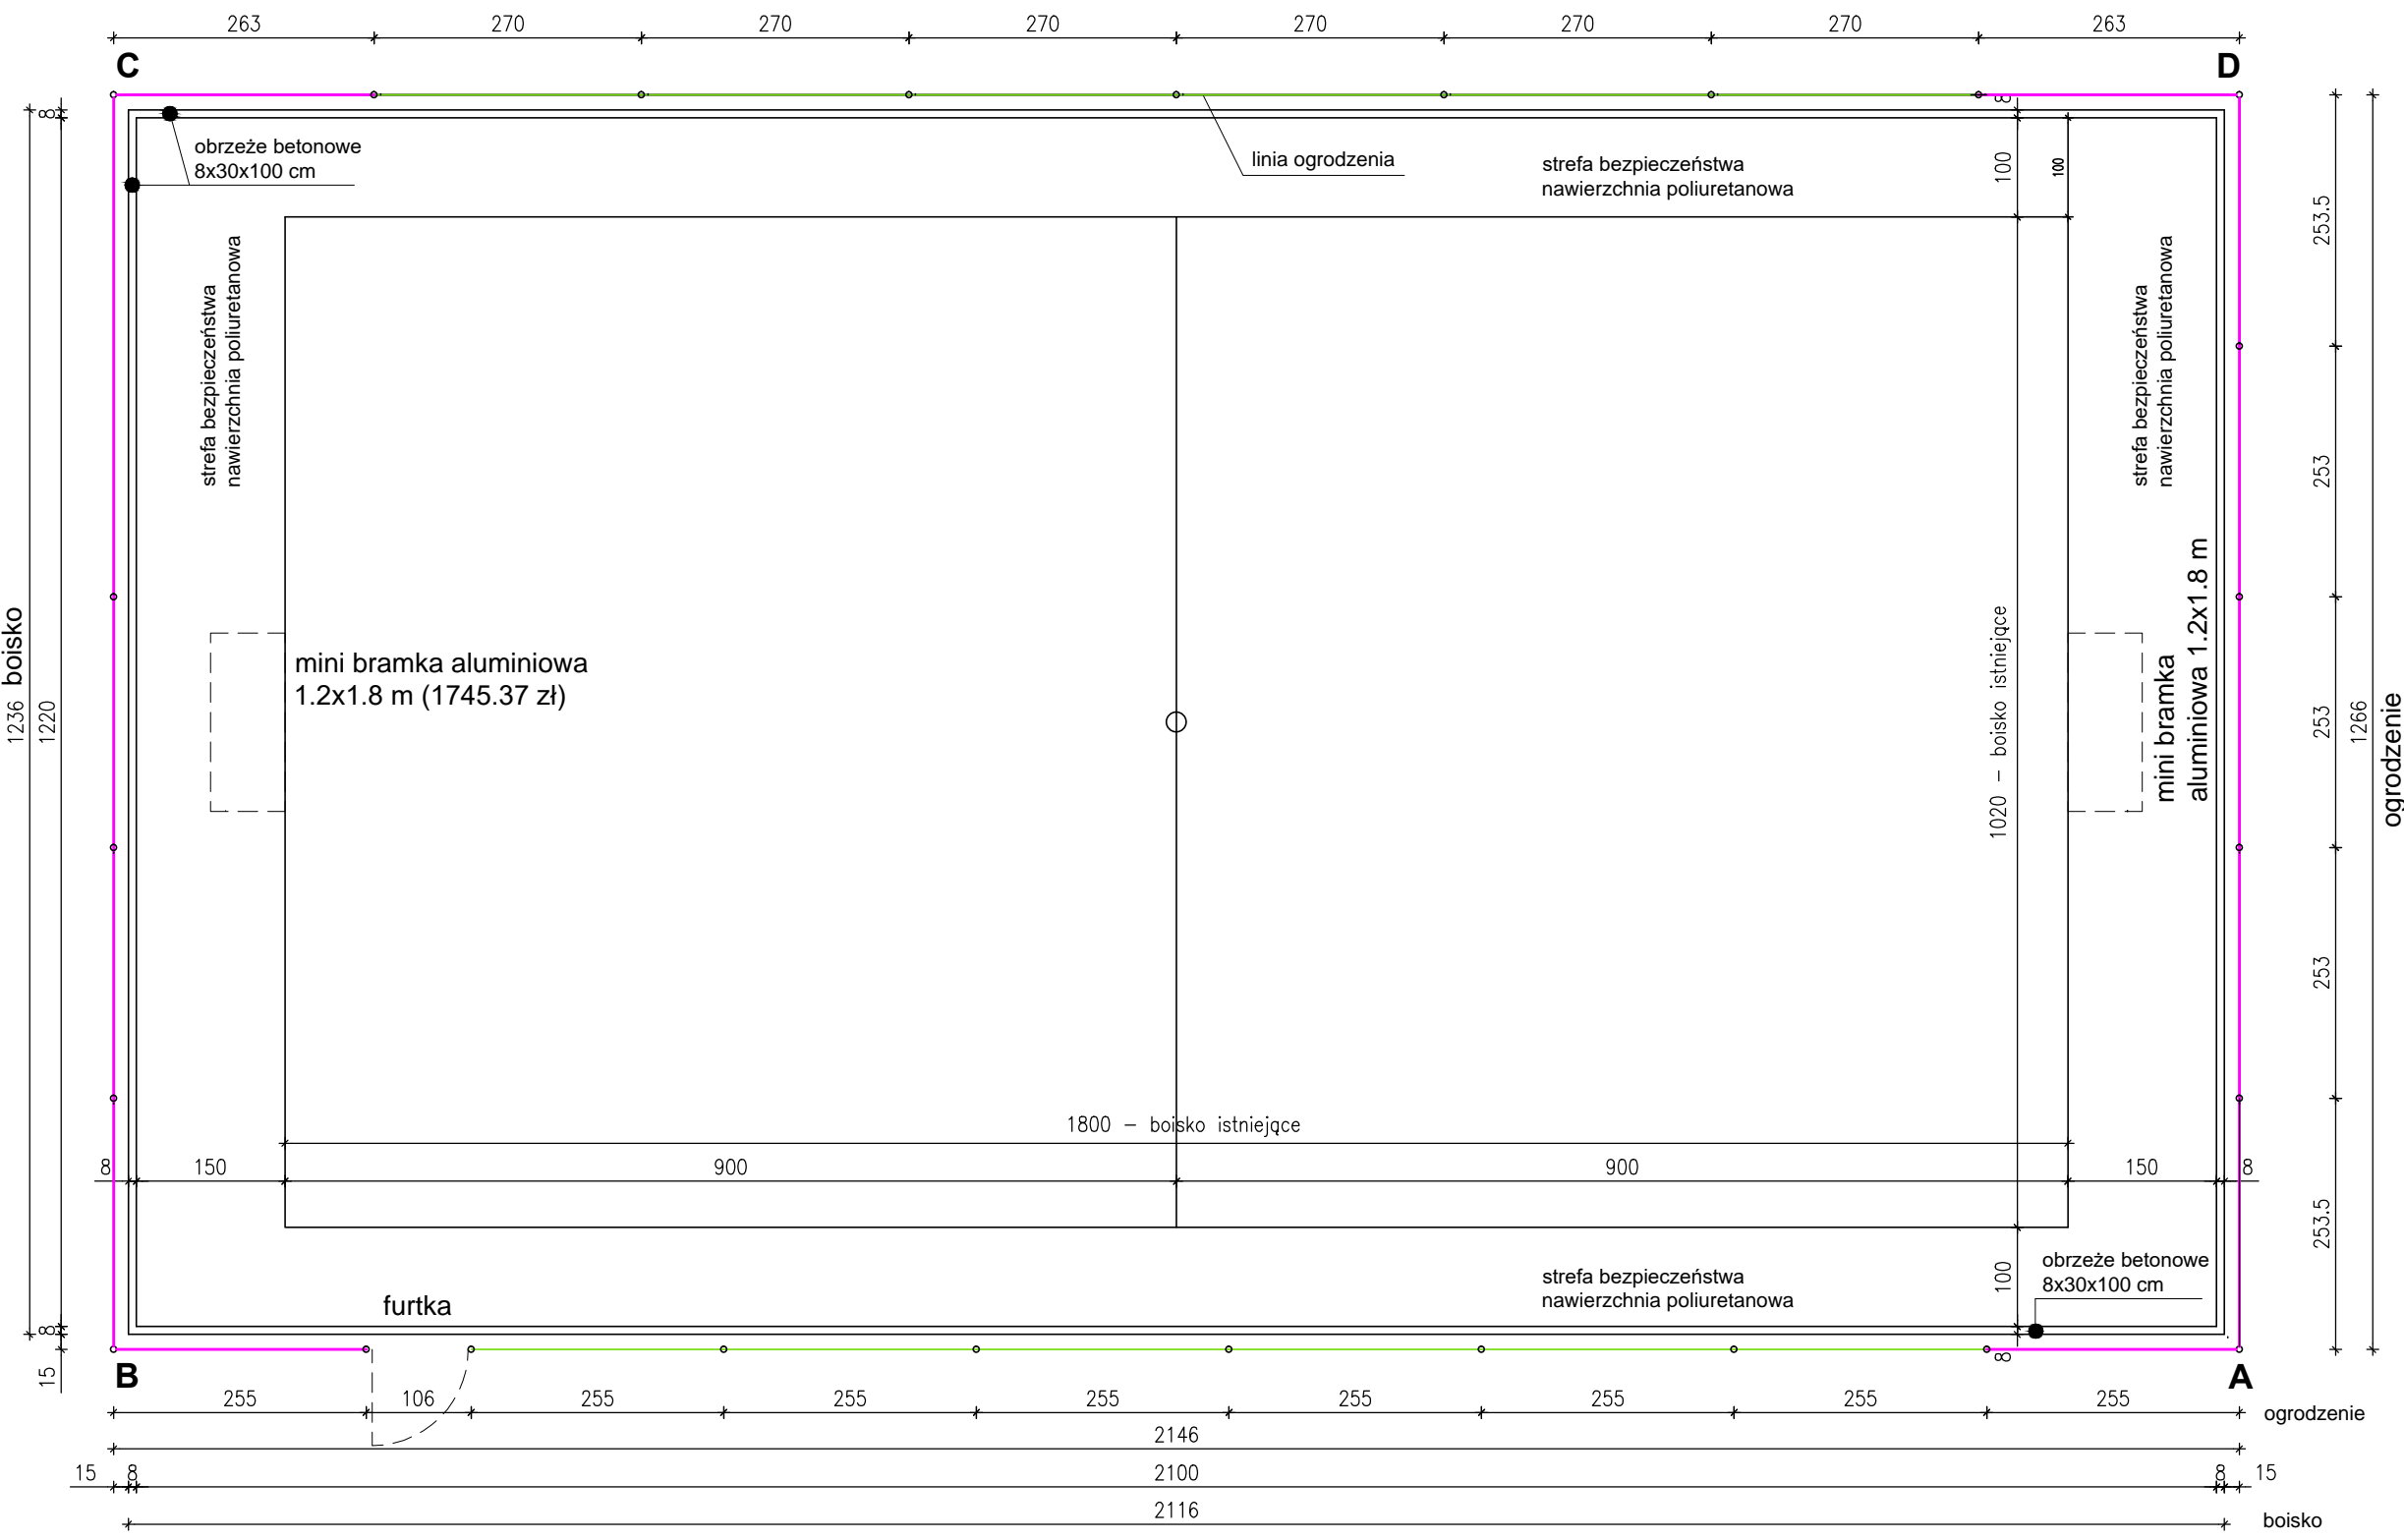 263 270 270 270 270 270 270 263
C
D
8
8
obrzeże betonowe
8x30x100 cm
linia ogrodzenia
strefa bezpieczeństwa
nawierzchnia poliuretanowa
100
100
strefa bezpieczeństwa
nawierzchnia poliuretanowa
strefa bezpieczeństwa
nawierzchnia poliuretanowa
253.5
253
253
253
253.5
1266
ogrodzenie
boisko
1236
1220
mini bramka aluminiowa
1.2x1.8 m (1745.37 zł)
1020 - boisko istniejące
mini bramka
aluminiowa 1.2x1.8 m
1800 - boisko istniejące
8 150 900 900 150 8
strefa bezpieczeństwa
nawierzchnia poliuretanowa
100
obrzeże betonowe
8x30x100 cm
furtka
8
15
8
B
A
255 106 255 255 255 255 255 255 255
ogrodzenie
2146
15 8 2100 8 15
2116
boisko